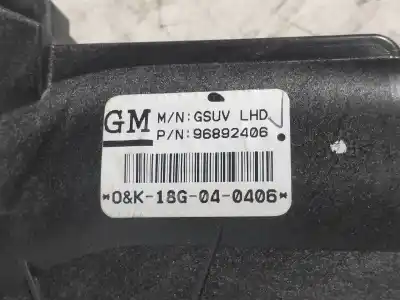 GM M/N:GSUV LHD
P/N:96892406
*O&K-18G-04-0406*